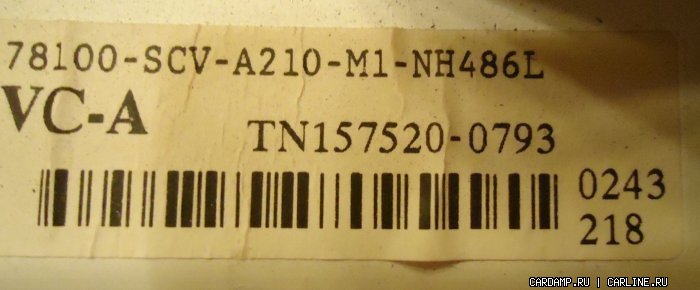 78100-SCV-A210-M1-NH486L
VC-A
TN157520-0793
0243
218
CARDAMP.RU | CARLINE.RU